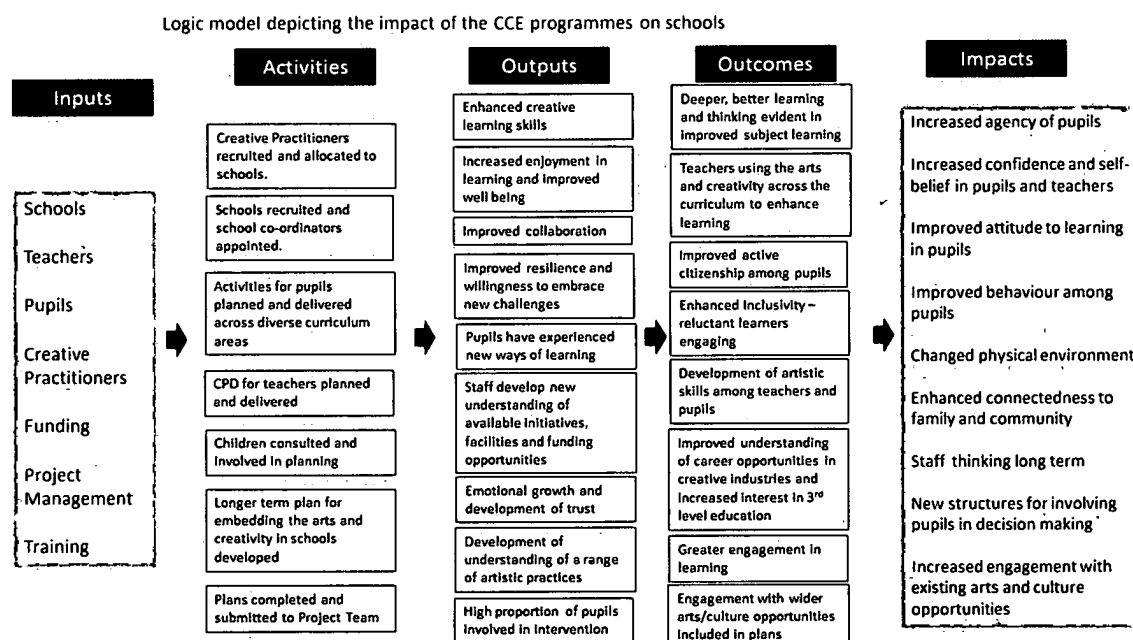 Logic model depicting the impact of the CCE programmes on schools
Inputs
Schools
Teachers
Pupils
Creative
Practitioners
Funding
Project
Management
Training
Activities
Creative Practitioners
recruited and allocated to
schools.
Schools recruited and
school co-ordinators
appointed.
Activities for pupils
planned and delivered
across diverse curriculum
areas
CPD for teachers planned
and delivered
Children consulted and
involved in planning
Longer term plan for
embedding the arts and
creativity in schools
developed
Plans completed and
submitted to Project Team
Outputs
Enhanced creative
learning skills
Increased enjoyment in
learning and improved
well being
Improved collaboration
Improved resilience and
willingness to embrace
new challenges
Pupils have experienced
new ways of learning
Staff develop new
understanding of
available initiatives,
facilities and funding
opportunities
Emotional growth and
development of trust
Development of
understanding of a range
of artistic practices
High proportion of pupils
involved in intervention
Outcomes
Deeper, better learning
and thinking evident in
improved subject learning
Teachers using the arts
and creativity across the
curriculum to enhance
learning
Improved active
citizenship among pupils
Enhanced Inclusivity –
reluctant learners
engaging
Development of artistic
skills among teachers and
pupils
Improved understanding
of career opportunities in
creative industries and
increased interest in 3rd
level education
Greater engagement in
learning
Engagement with wider
arts/culture opportunities
included in plans
Impacts
Increased agency of pupils
Increased confidence and self-
belief in pupils and teachers
Improved attitude to learning
in pupils
Improved behaviour among
pupils
Changed physical environment
Enhanced connectedness to
family and community
Staff thinking long term
New structures for involving
pupils in decision making
Increased engagement with
existing arts and culture
opportunities